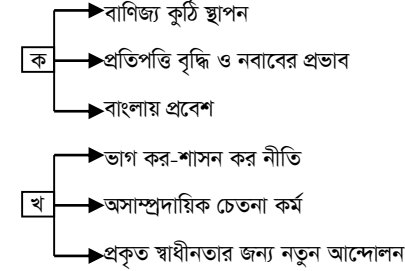 বাণিজ্য কুঠি স্থাপন
ক
প্রতিপত্তি বৃদ্ধি ও নবাবের প্রভাব
বাংলায় প্রবেশ
ভাগ কর-শাসন কর নীতি
খ
অসাম্প্রদায়িক চেতনা কর্ম
প্রকৃত স্বাধীনতার জন্য নতুন আন্দোলন